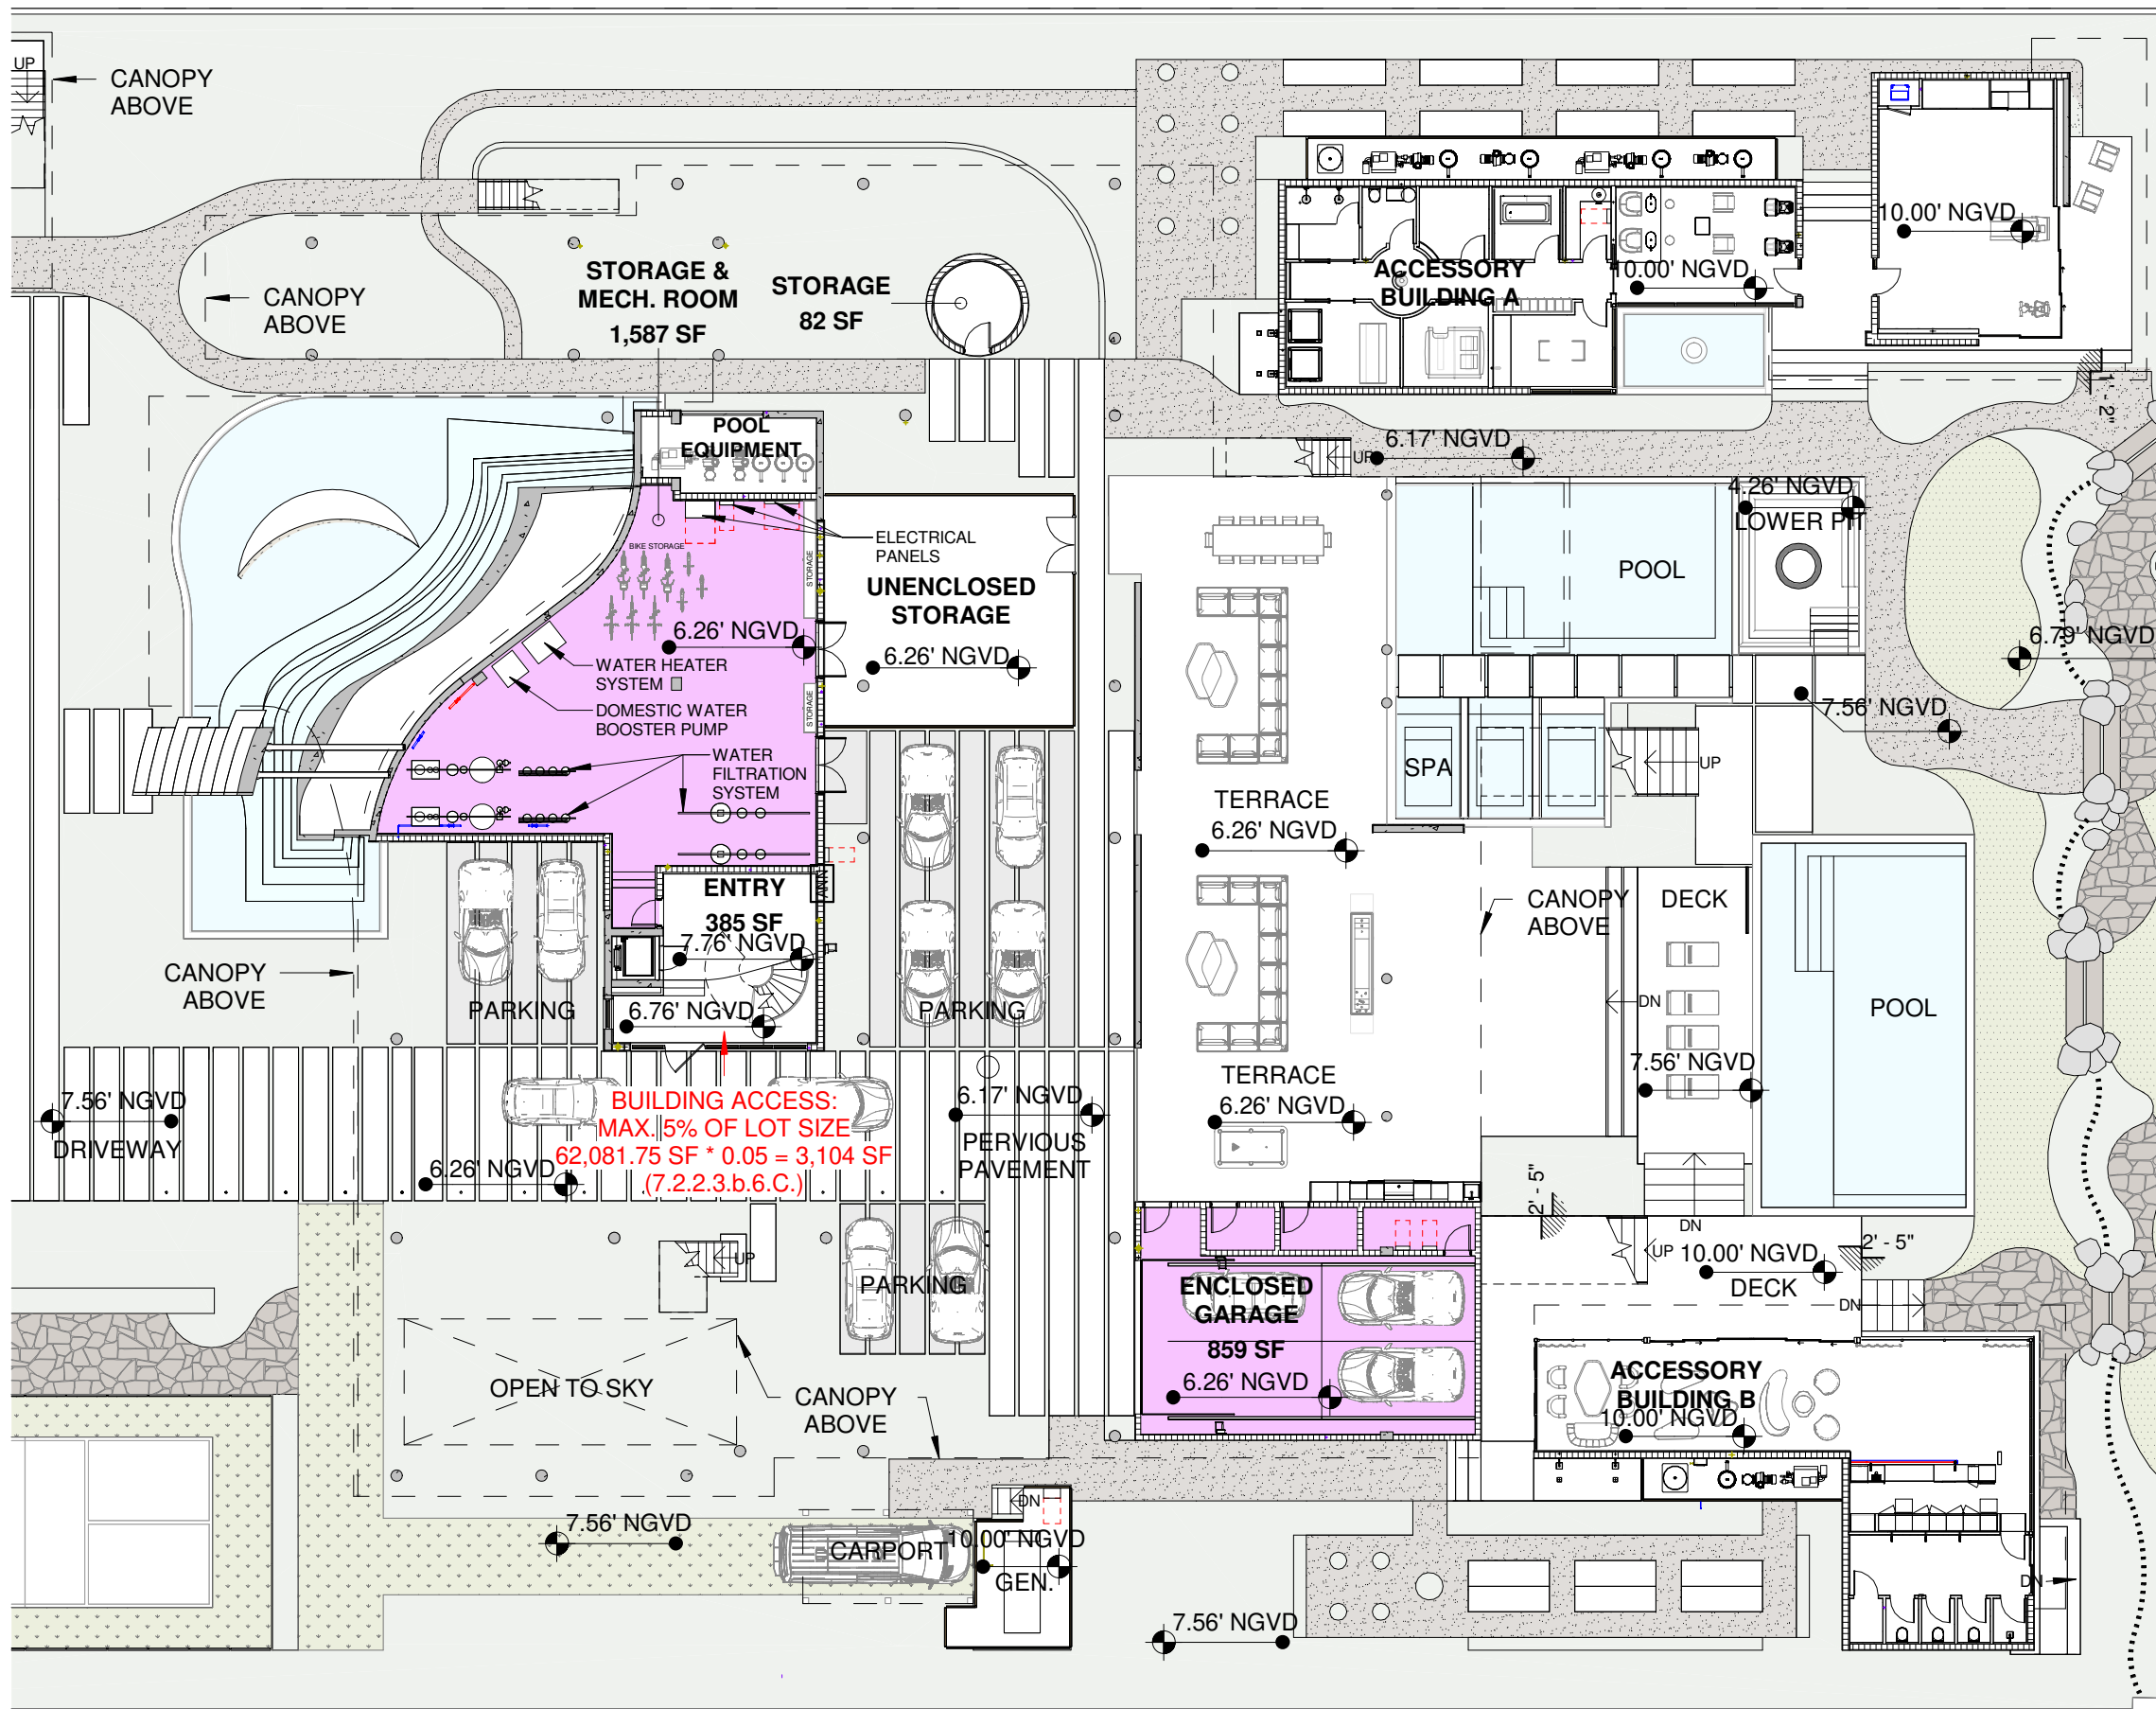 UP
CANOPY
ABOVE
CANOPY
ABOVE
STORAGE &
MECH. ROOM
1,587 SF
STORAGE
82 SF
10.00' NGVD
ACCESSORY
BUILDING A
10.00' NGVD
1' - 2"
POOL
EQUIPMENT
6.17' NGVD
UP
4.26' NGVD
LOWER PIT
ELECTRICAL
PANELS
BIKE STORAGE
STORAGE
UNENCLOSED
STORAGE
6.26' NGVD
6.26' NGVD
POOL
6.79' NGVD
WATER HEATER
SYSTEM
DOMESTIC WATER
BOOSTER PUMP
STORAGE
WATER
FILTRATION
SYSTEM
7.56' NGVD
SPA
UP
TERRACE
6.26' NGVD
ENTRY
385 SF
7.76' NGVD
CANOPY
ABOVE
DECK
CANOPY
ABOVE
PARKING
6.76' NGVD
PARKING
DN
POOL
7.56' NGVD
DRIVEWAY
BUILDING ACCESS:
MAX. 5% OF LOT SIZE
62,081.75 SF * 0.05 = 3,104 SF
(7.2.2.3.b.6.C.)
6.26' NGVD
6.17' NGVD
PERVIOUS
PAVEMENT
TERRACE
6.26' NGVD
7.56' NGVD
2' - 5"
DN
UP
PARKING
UP
10.00' NGVD
DECK
2' - 5"
DN
ENCLOSED
GARAGE
859 SF
6.26' NGVD
OPEN TO SKY
CANOPY
ABOVE
ACCESSORY
BUILDING B
10.00' NGVD
DN
7.56' NGVD
CARPORT
10.00' NGVD
GEN.
7.56' NGVD
DN